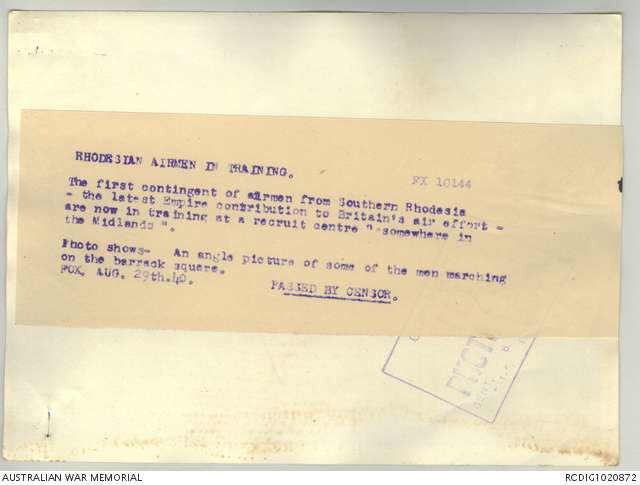 RHODESIAN AIRMEN IN TRAINING.
FX 10144
The first contingent of airmen from Southern Rhodesia
- the latest Empire contribution to Britain's air effort -
are now in training at a recruit centre "somewhere in
the Midlands".
Photo shows- An angle picture of some of the men marching
on the barrack square.
FOX, AUG. 29th.40.
PASSED BY CENSOR.
AUSTRALIAN WAR MEMORIAL
RCDIG1020872